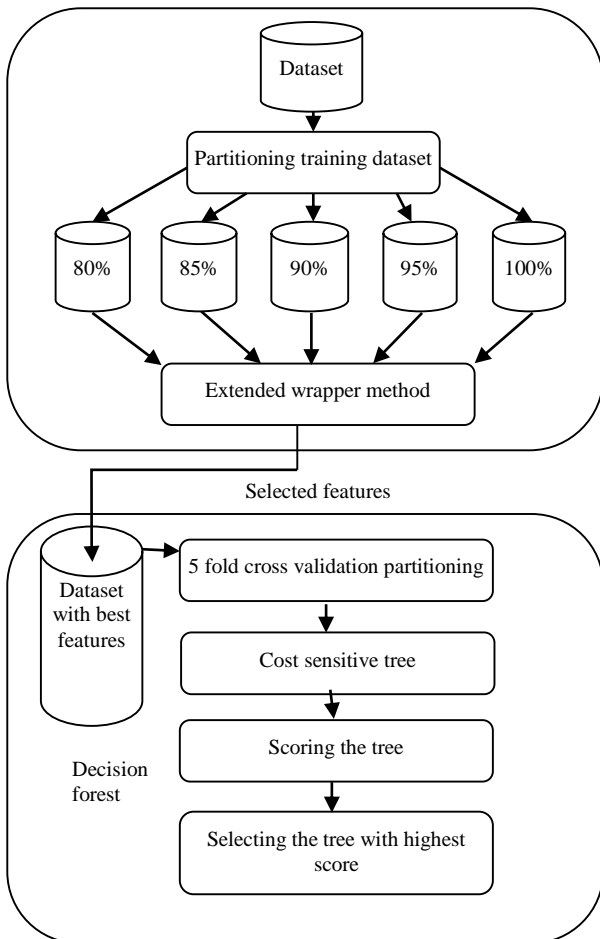 Dataset
Partitioning training dataset
80%
85%
90%
95%
100%
Extended wrapper method
Selected features
Dataset
with best
features
5 fold cross validation partitioning
Cost sensitive tree
Scoring the tree
Decision
forest
Selecting the tree with highest
score